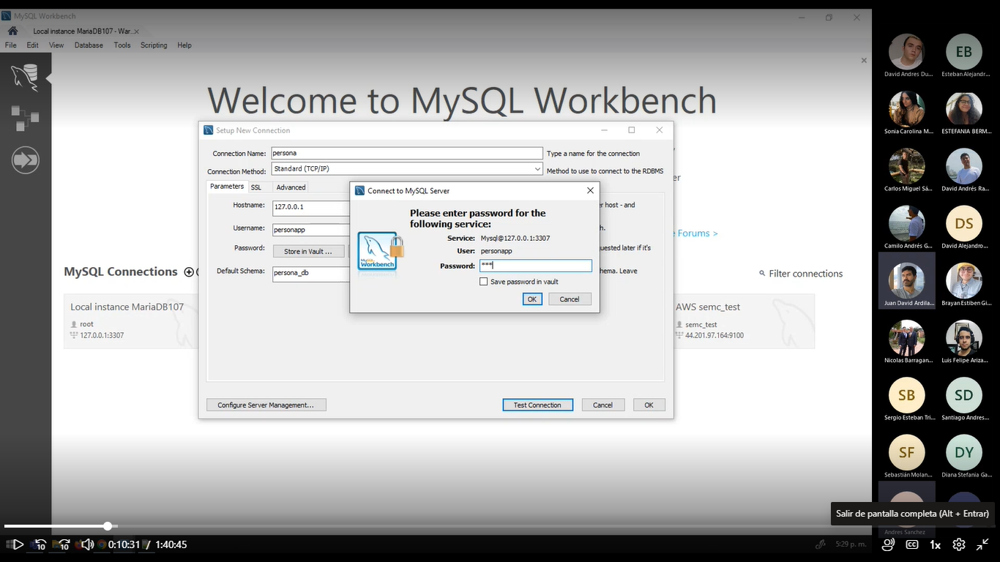 MySQL Workbench
Local instance MariaDB107 - War...
File Edit View Database Tools Scripting Help
Welcome to MySQL Workbench
Setup New Connection
Connection Name: persona Type a name for the connection
Connection Method: Standard (TCP/IP) Method to use to connect to the RDBMS
Parameters SSL Advanced
Hostname: 127.0.0.1 r host - and
Username: personapp h.
Password: Store in Vault ... uested later if it's
Default Schema: persona_db hema. Leave
Connect to MySQL Server
Please enter password for the
following service:
Service: Mysql@127.0.0.1:3307
User: personapp
Password: ***
Save password in vault
OK Cancel
MySQL
Workbench
Configure Server Management... Test Connection Cancel OK
er
e Forums >
MySQL Connections
Filter connections
Local instance MariaDB107
root
127.0.0.1:3307
AWS semc_test
semc_test
44.201.97.164:9100
David Andres Du...
EB
Esteban Alejandr...
Sonia Carolina M...
ESTEFANIA BERM...
Carlos Miguel Sá...
David Andrés Ra...
Camilo Andrés G...
DS
David Alejandro...
Juan David Ardila...
Brayan Estiben Gi...
Nicolas Barragan...
Luis Felipe Ariza...
SB
Sergio Esteban Tri...
SD
Santiago Andres...
SF
Sebastián Molan...
DY
Diana Stefania Ga...
Salir de pantalla completa (Alt + Entrar)
Andres Sanchez
10 10 0:10:31 / 1:40:45
5:29 p. m.
CC 1x